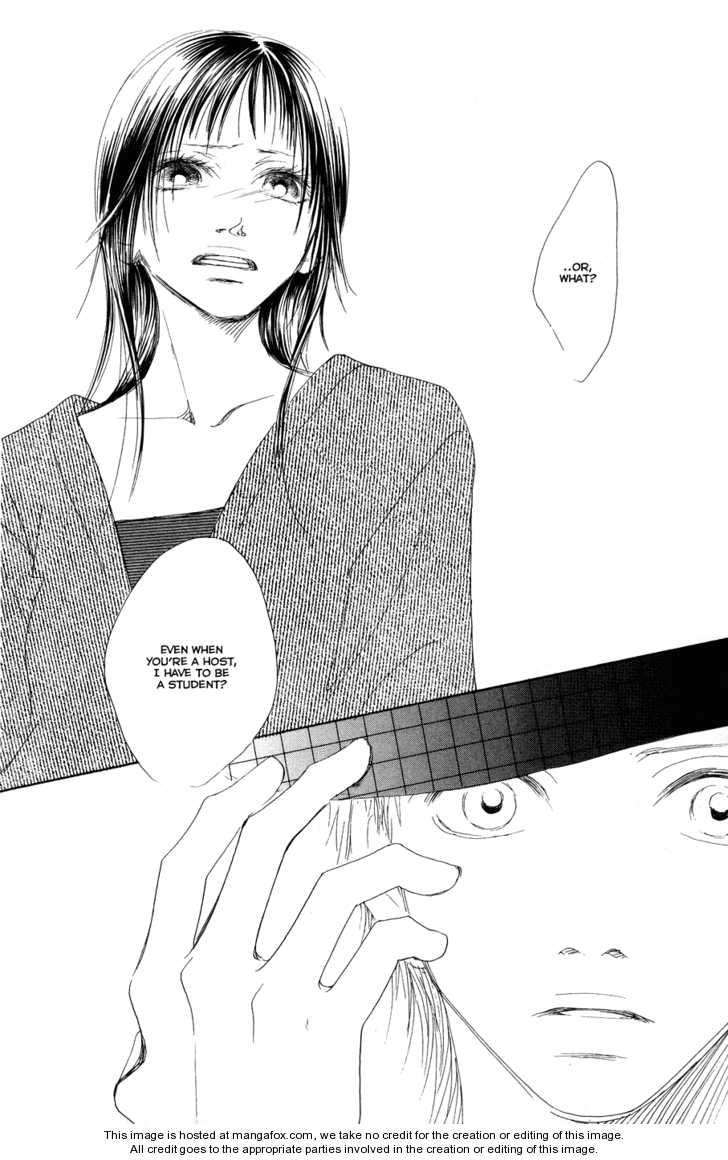 ..OR,
WHAT?
EVEN WHEN
YOU'RE A HOST,
I HAVE TO BE
A STUDENT?
This image is hosted at mangafox.com, we take no credit for the creation or editing of this image.
All credit goes to the appropriate parties involved in the creation or editing of this image.